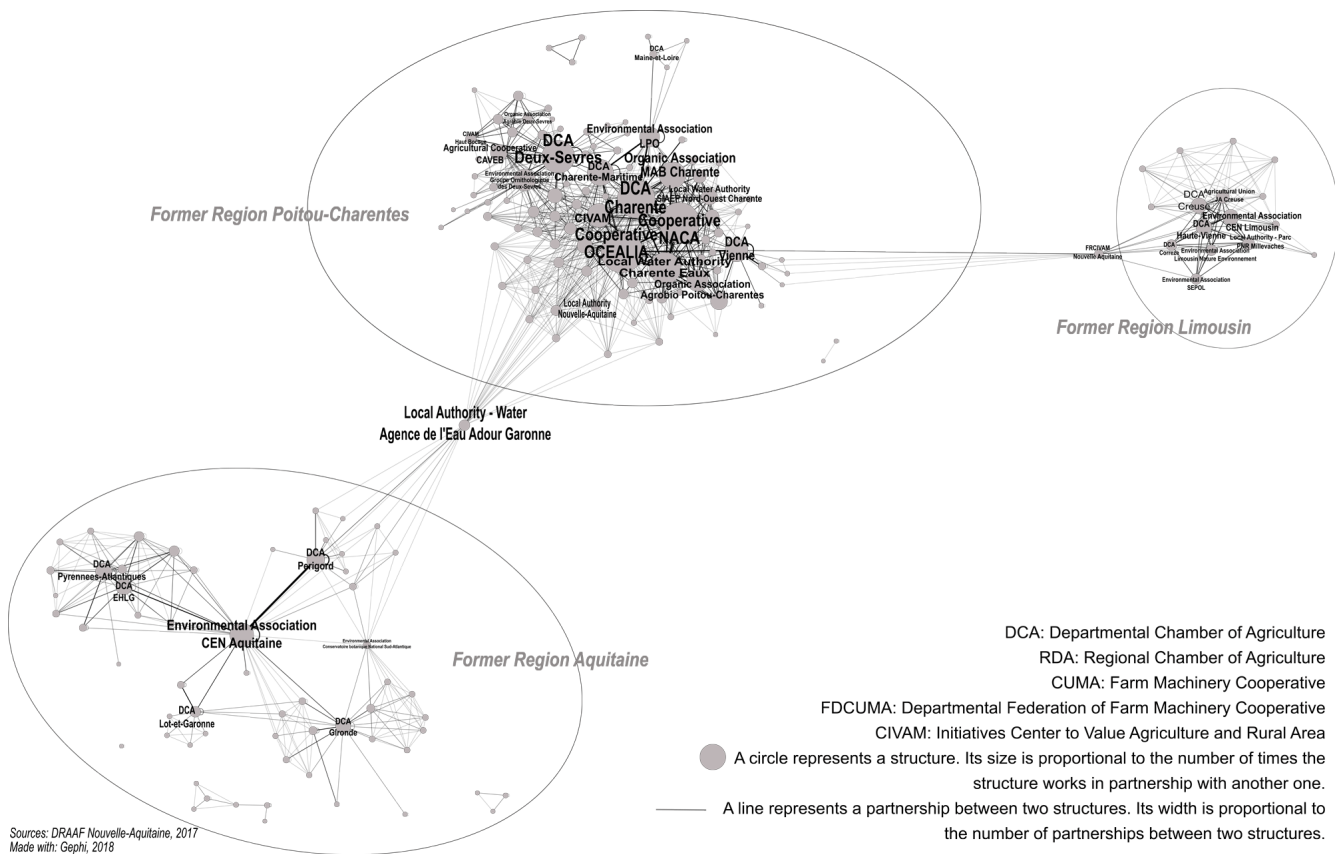 DCA
Maine-et-Loire
Organic Association
Environmental Association
LPO
CIVAM
Haut Bocage
Agricultural Cooperative
CAVEB
DCA
Deux-Sevres
DCA
Charente-Maritime
Organic Association
MAB Charente
Environmental Association
Groupe Ornithologique
des Deux-Sevres
DCA
Charente
Local Water Authority
SIAEP Nord-Ouest Charente
CIVAM
Cooperative
NACA
Cooperative
OCEALIA
DCA
Vienne
Local Water Authority
Charente Eaux
Organic Association
Agrobio Poitou-Charentes
Local Authority
Nouvelle-Aquitaine
Former Region Poitou-Charentes
FRCIVAM
Nouvelle Aquitaine
DCA
Creuse
Agricultural Union
JA Creuse
Environmental Association
CEN Limousin
DCA
Haute-Vienne
Local Authority - Parc
PNR Millevaches
DCA
Correze
Environmental Association
Limousin Nature Environnement
Environmental Association
SEPOL
Former Region Limousin
Local Authority - Water
Agence de l'Eau Adour Garonne
DCA
Pyrennees-Atlantiques
DCA
EHLG
DCA
Perigord
Environmental Association
CEN Aquitaine
Environmental Association
Conservatoire botanique National Sud-Atlantique
Former Region Aquitaine
DCA
Lot-et-Garonne
DCA
Gironde
DCA: Departmental Chamber of Agriculture
RDA: Regional Chamber of Agriculture
CUMA: Farm Machinery Cooperative
FDCUMA: Departmental Federation of Farm Machinery Cooperative
CIVAM: Initiatives Center to Value Agriculture and Rural Area
A circle represents a structure. Its size is proportional to the number of times the
structure works in partnership with another one.
A line represents a partnership between two structures. Its width is proportional to
the number of partnerships between two structures.
Sources: DRAAF Nouvelle-Aquitaine, 2017
Made with: Gephi, 2018